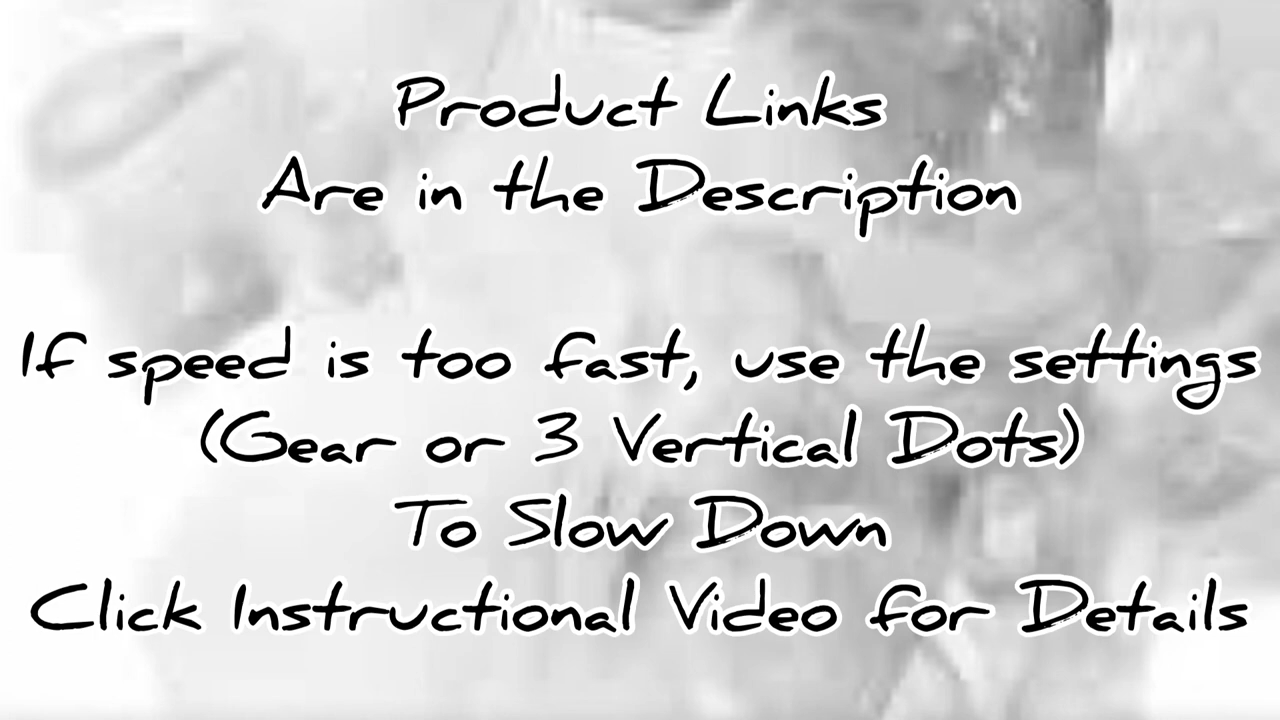 Product Links
Are in the Description
If speed is too fast, use the settings
(Gear or 3 Vertical Dots)
To Slow Down
Click Instructional Video for Details